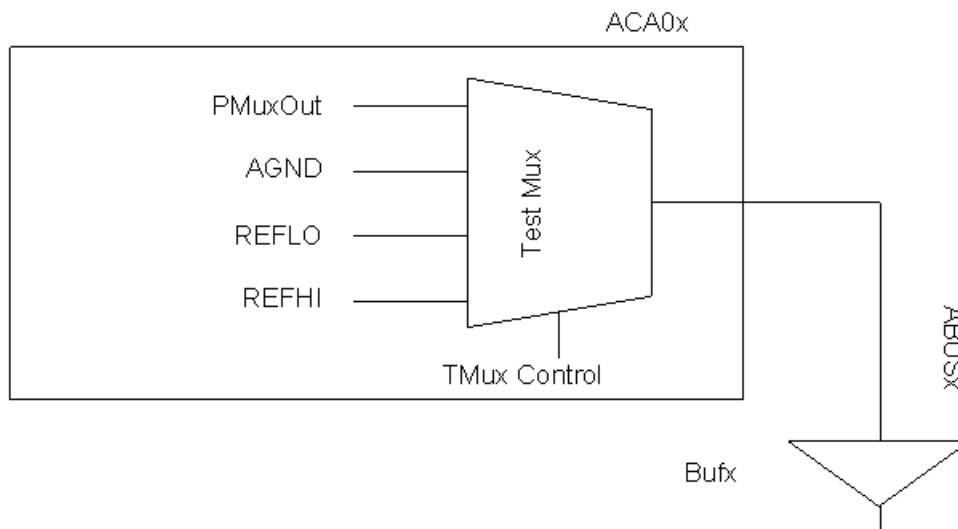 ACA0x
PMuxOut
AGND
REFLO
REFHI
Test Mux
TMux Control
ABUSx
Bufx